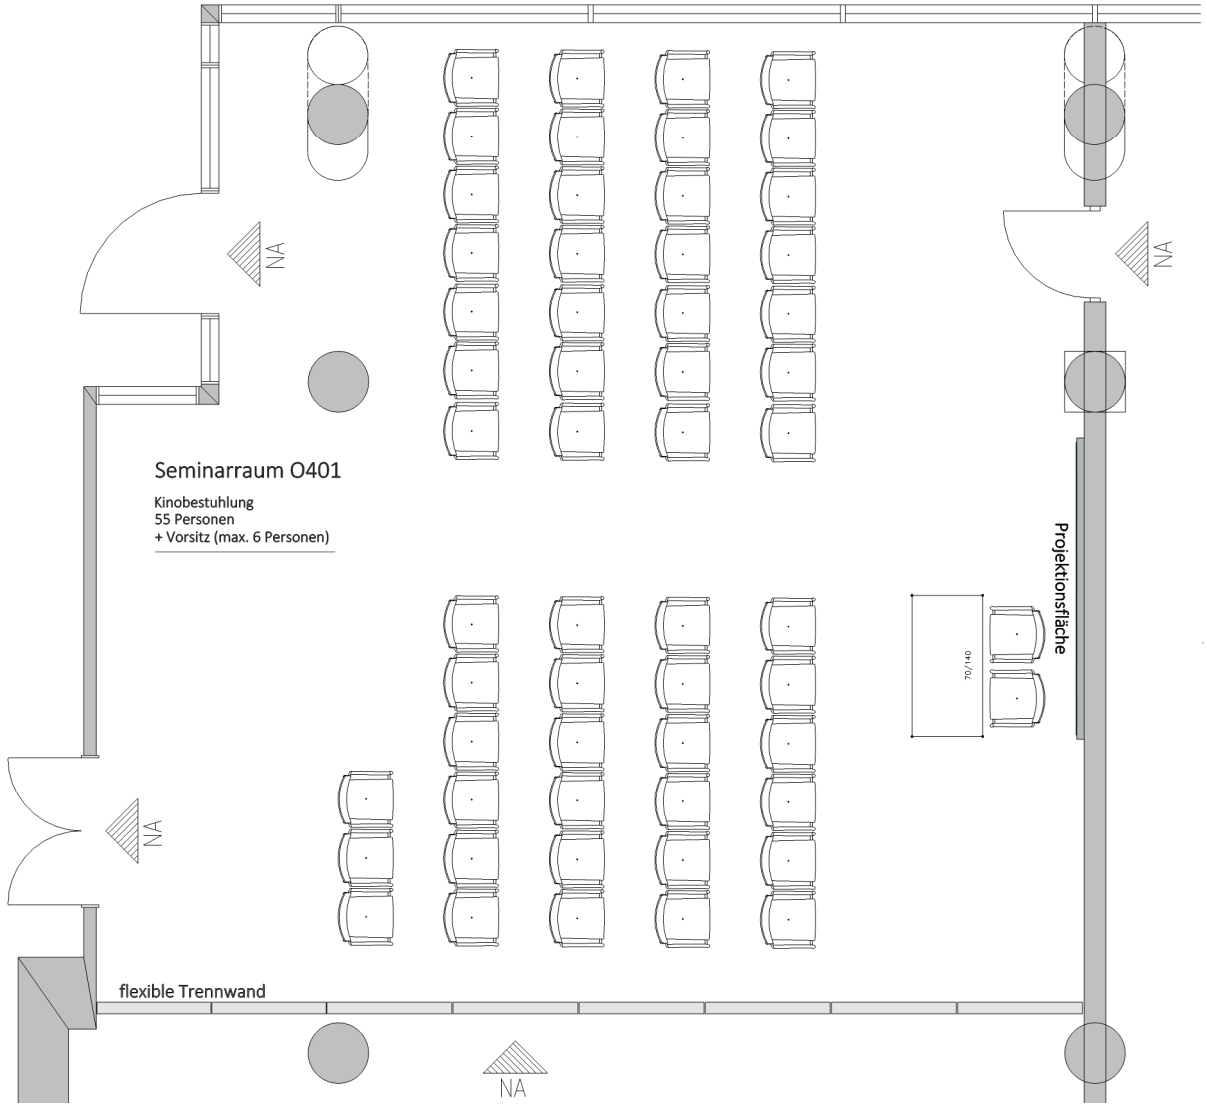 NA
NA
Seminarraum O401
Kinobestuhlung
55 Personen
+ Vorsitz (max. 6 Personen)
Projektionsfläche
70/140
NA
flexible Trennwand
NA